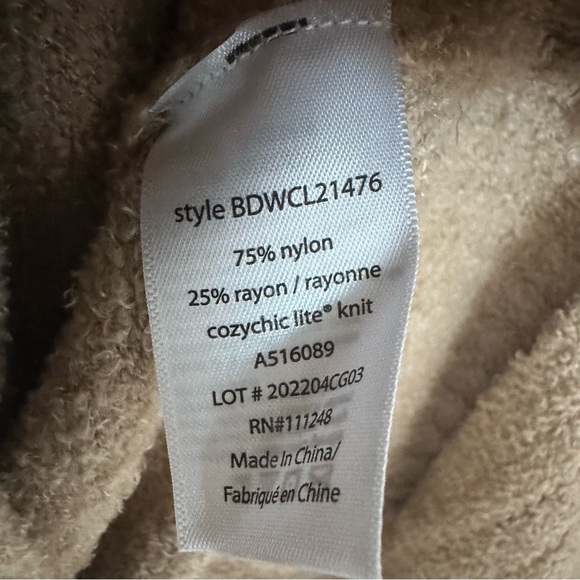 style BDWCL21476
75% nylon
25% rayon / rayonne
cozychic lite® knit
A516089
LOT # 202204CG03
RN#111248
Made In China/
Fabriqué en Chine